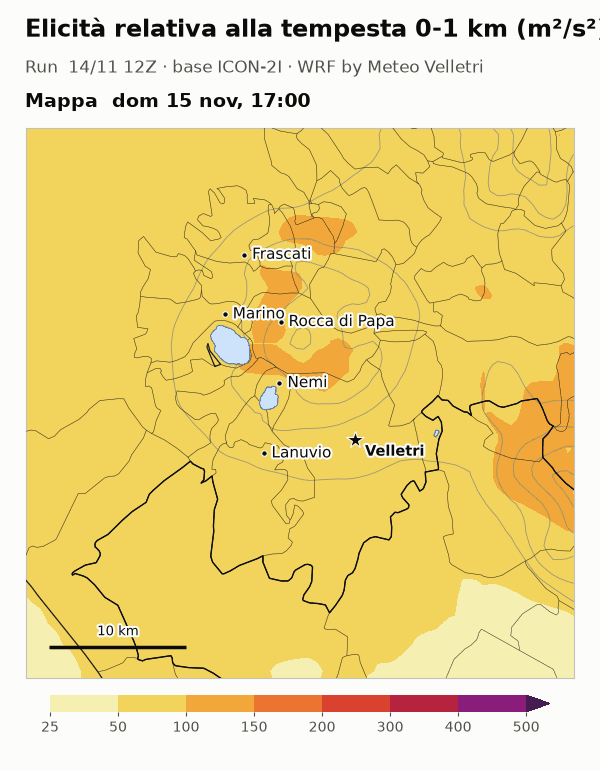 Elicità relativa alla tempesta 0-1 km (m²/s²)
Run 14/11 12Z · base ICON-2I · WRF by Meteo Velletri
Mappa dom 15 nov, 17:00
Frascati
Marino
Rocca di Papa
Nemi
Velletri
Lanuvio
10 km
25 50 100 150 200 300 400 500